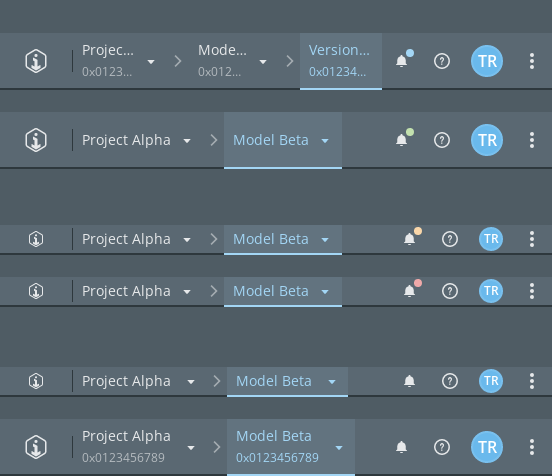 Projec... Mode... Version...
0x0123... 0x012... 0x01234... TR
Project Alpha Model Beta TR
Project Alpha Model Beta TR
Project Alpha Model Beta TR
Project Alpha Model Beta TR
Project Alpha Model Beta
0x0123456789 0x0123456789 TR